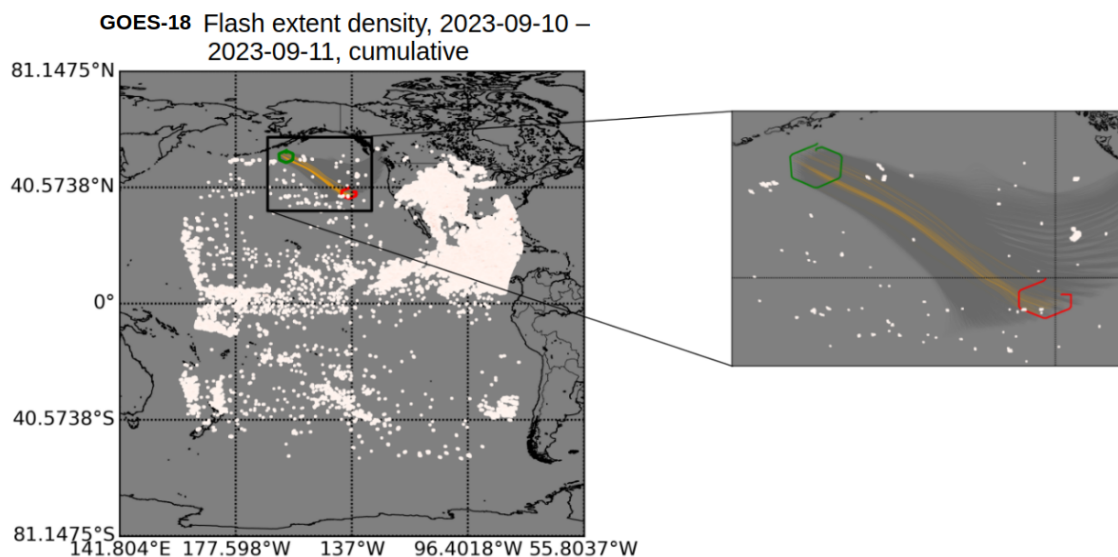 GOES-18 Flash extent density, 2023-09-10 –
2023-09-11, cumulative
81.1475°N
40.5738°N
0°
40.5738°S
81.1475°S
141.804°E 177.598°W 137°W 96.4018°W 55.8037°W